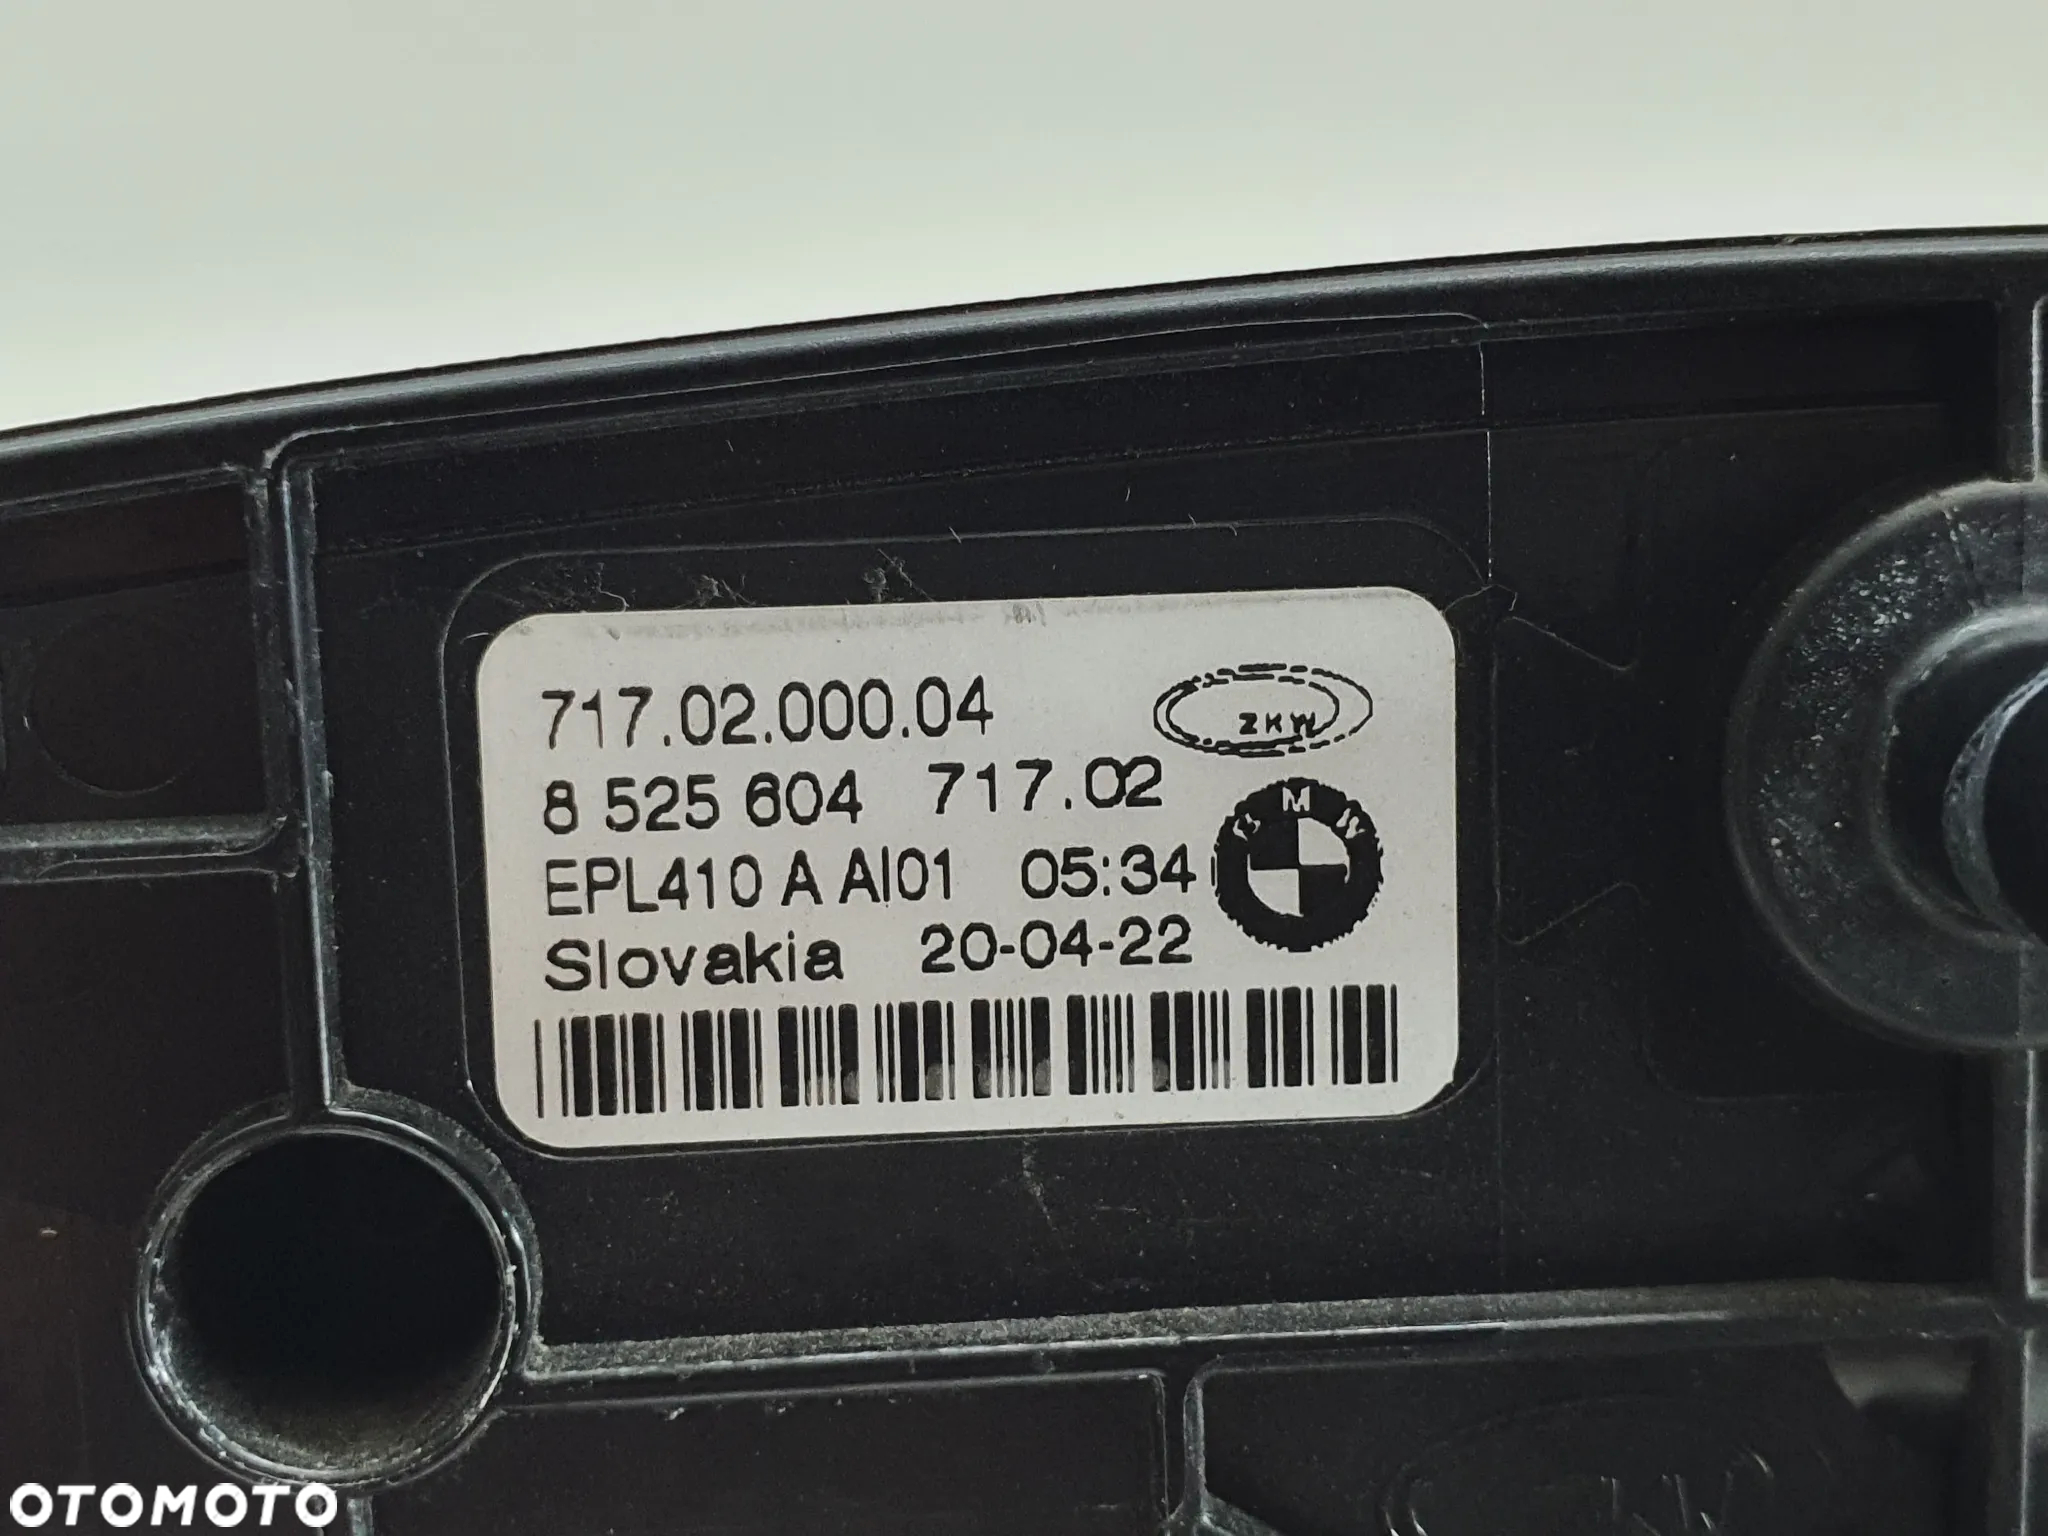 717.02.000.04
ZKW
8 525 604 717.02
BMW
EPL410 A AI01 05:34
Slovakia 20-04-22
OTOMOTO